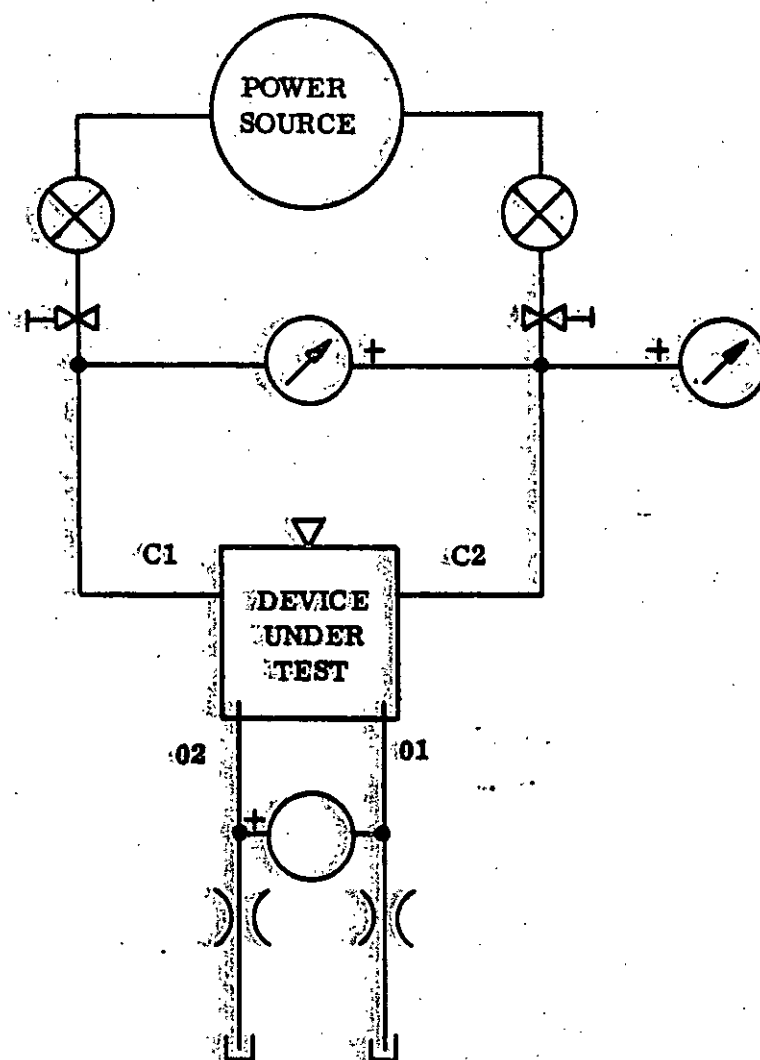 POWER
SOURCE
+
+
C1
C2
DEVICE
UNDER
TEST
02
01
+